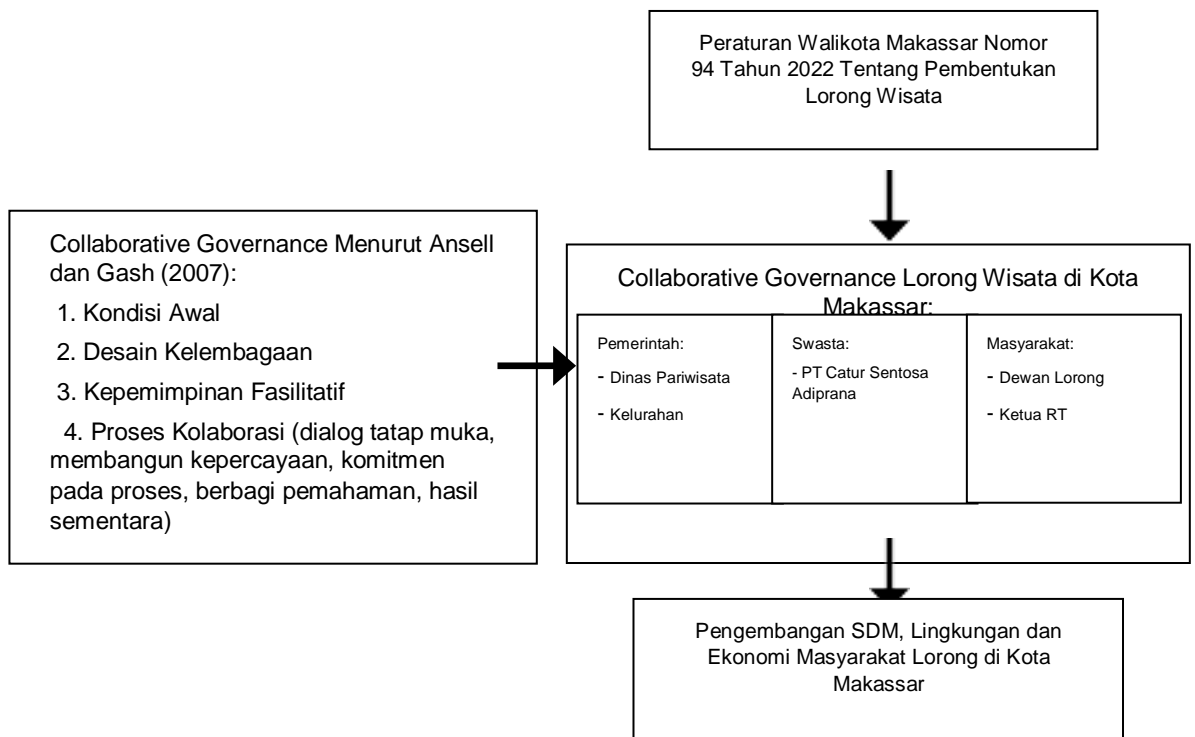 Peraturan Walikota Makassar Nomor
94 Tahun 2022 Tentang Pembentukan
Lorong Wisata
Collaborative Governance Menurut Ansell
dan Gash (2007):
1. Kondisi Awal
2. Desain Kelembagaan
3. Kepemimpinan Fasilitatif
4. Proses Kolaborasi (dialog tatap muka,
membangun kepercayaan, komitmen
pada proses, berbagi pemahaman, hasil
sementara)
Collaborative Governance Lorong Wisata di Kota
Makassar:
Pemerintah:
- Dinas Pariwisata
- Kelurahan
Swasta:
- PT Catur Sentosa
Adiprana
Masyarakat:
- Dewan Lorong
- Ketua RT
Pengembangan SDM, Lingkungan dan
Ekonomi Masyarakat Lorong di Kota
Makassar